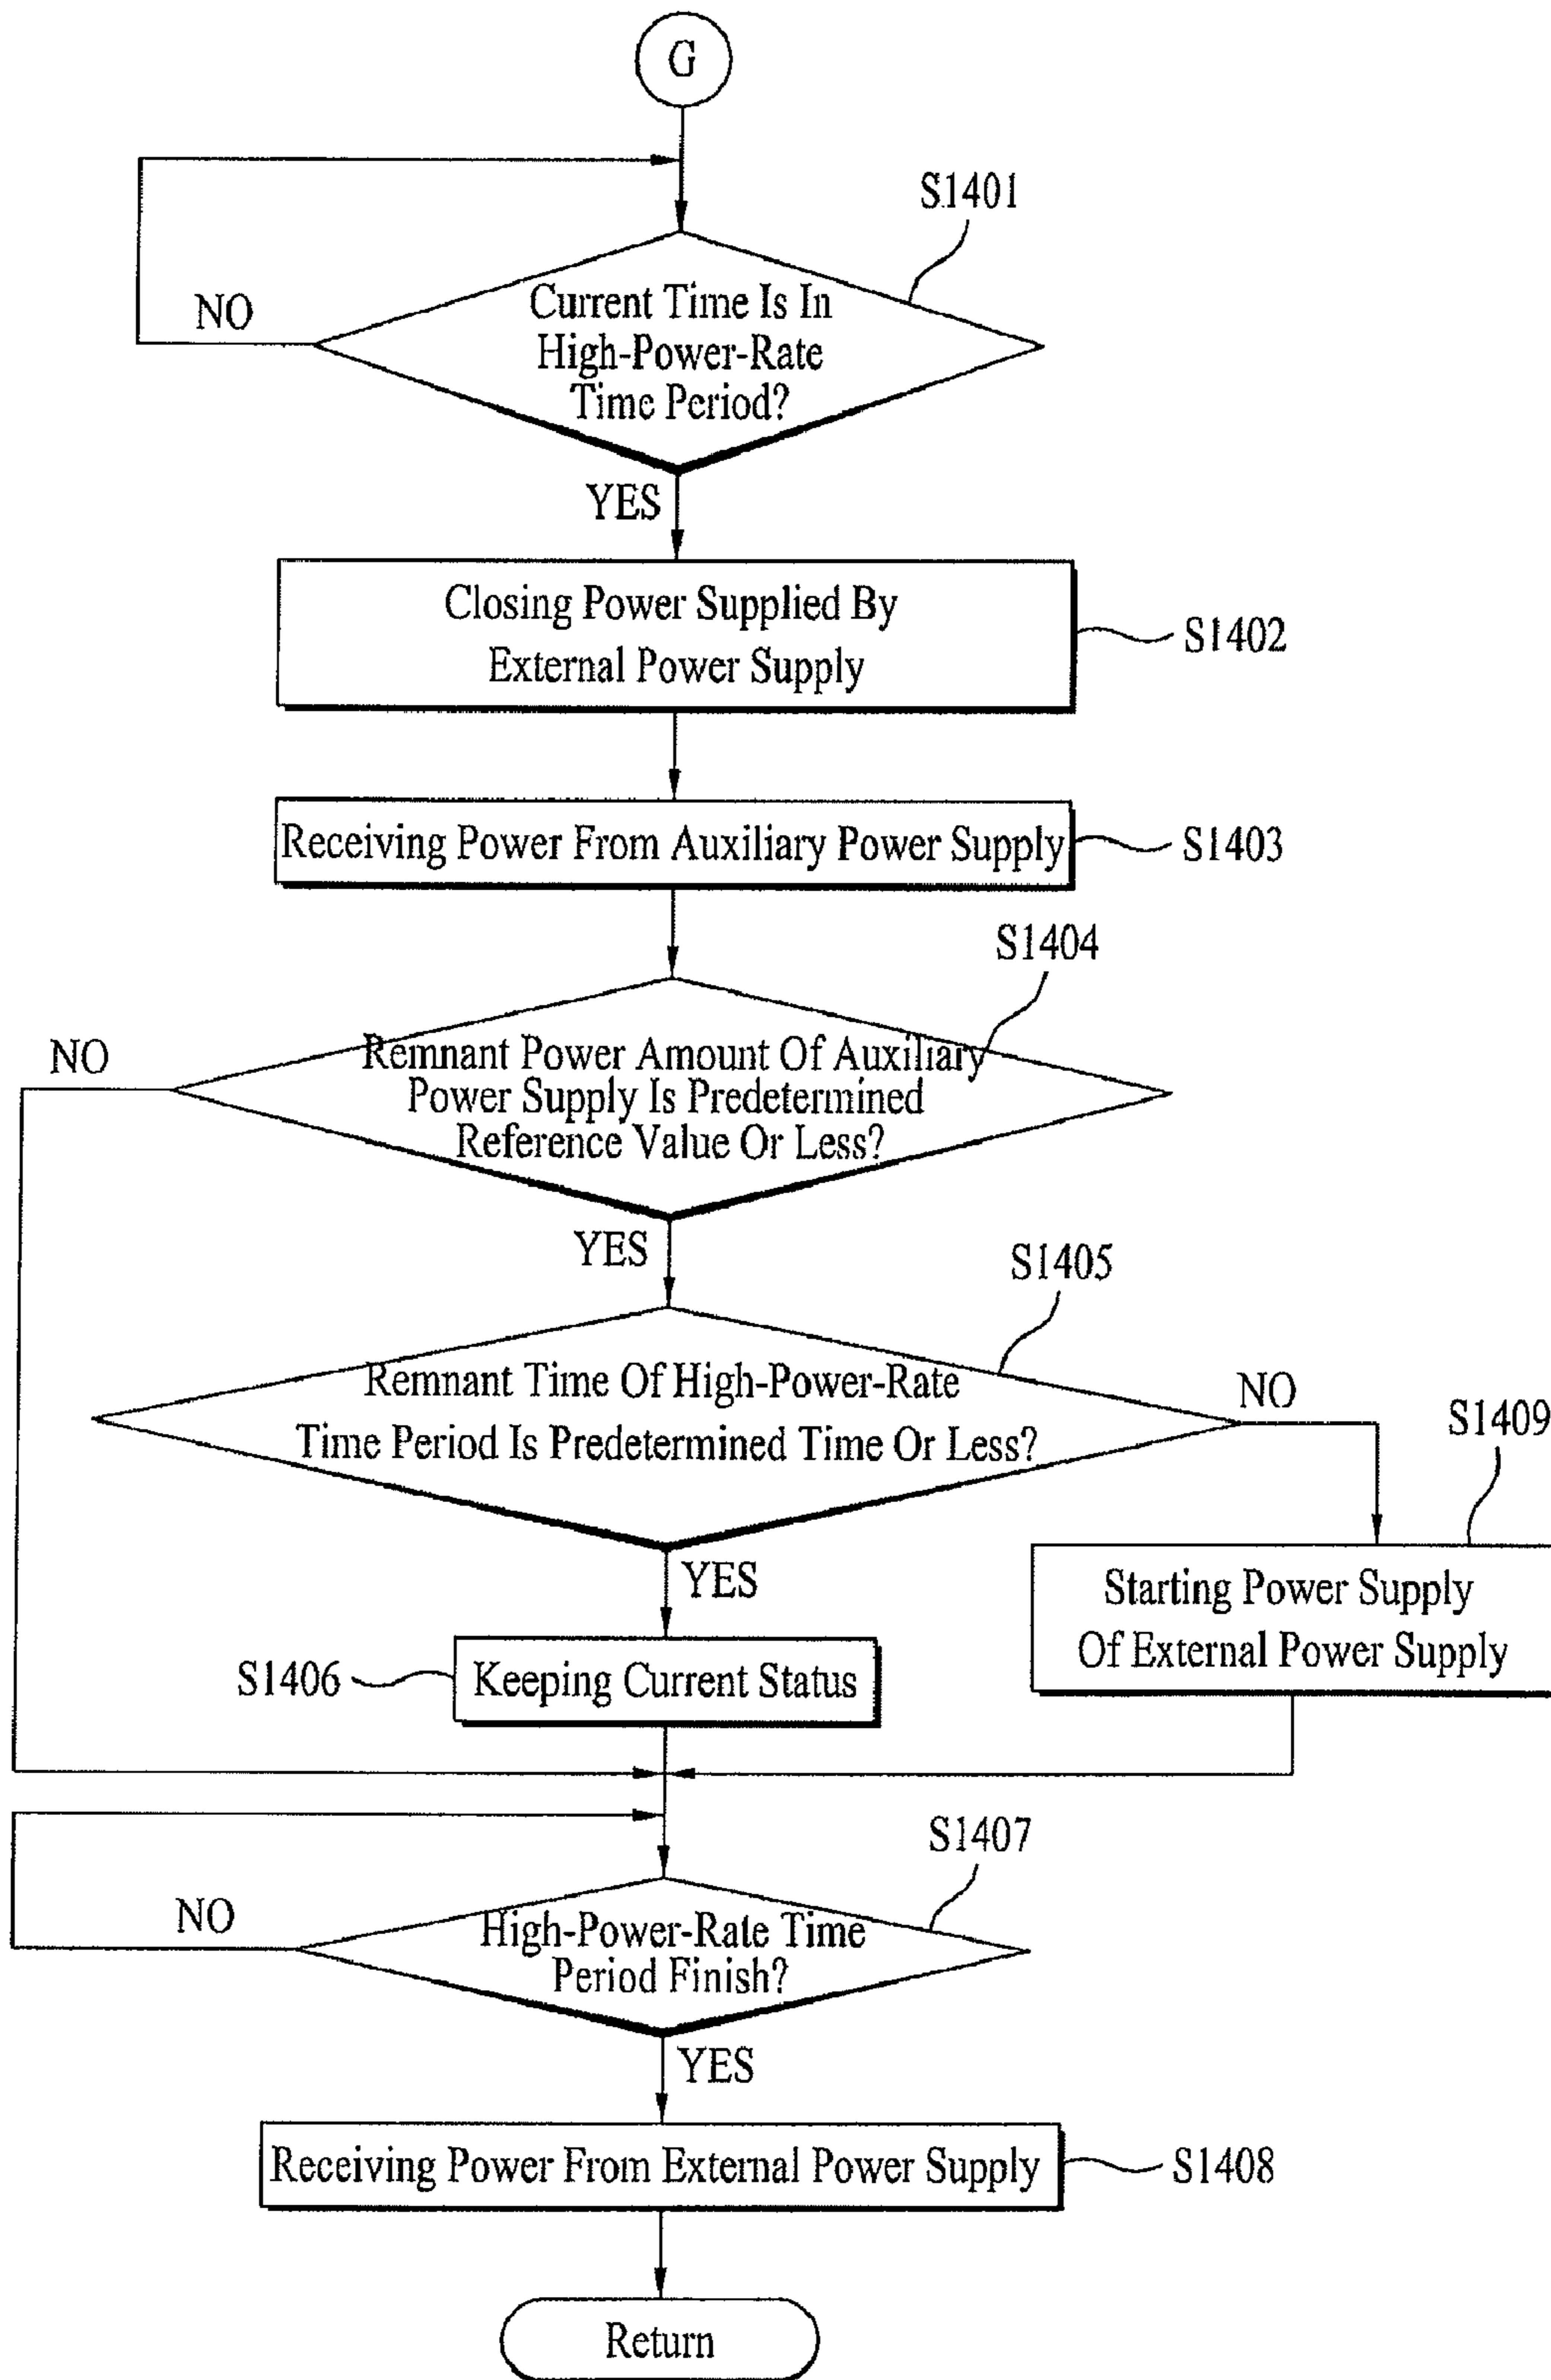 G
S1401
Current Time Is In
High-Power-Rate
Time Period?
NO
YES
Closing Power Supplied By
External Power Supply
S1402
Receiving Power From Auxiliary Power Supply
S1403
S1404
NO
Remnant Power Amount Of Auxiliary
Power Supply Is Predetermined
Reference Value Or Less?
YES
S1405
Remnant Time Of High-Power-Rate
Time Period Is Predetermined Time Or Less?
NO
S1409
YES
Starting Power Supply
Of External Power Supply
S1406
Keeping Current Status
S1407
NO
High-Power-Rate Time
Period Finish?
YES
Receiving Power From External Power Supply
S1408
Return